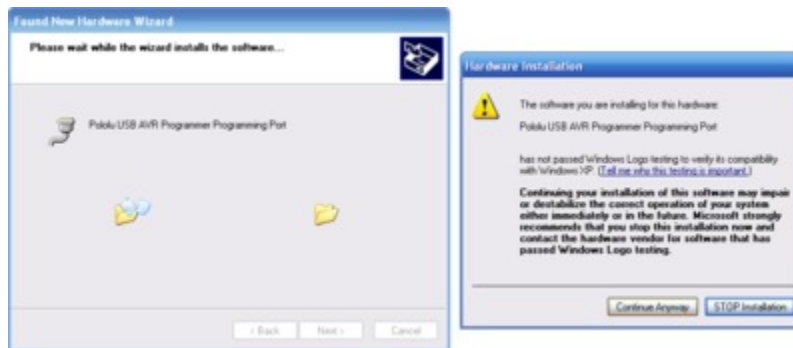 Found New Hardware Wizard
Please wait while the wizard installs the software...
Pololu USB AVR Programmer Programming Port
< Back
Next >
Cancel
Hardware Installation
The software you are installing for this hardware:
Pololu USB AVR Programmer Programming Port
has not passed Windows Logo testing to verify its compatibility
with Windows XP. (Tell me why this testing is important.)
Continuing your installation of this software may impair
or destabilize the correct operation of your system
either immediately or in the future. Microsoft strongly
recommends that you stop this installation now and
contact the hardware vendor for software that has
passed Windows Logo testing.
Continue Anyway
STOP Installation